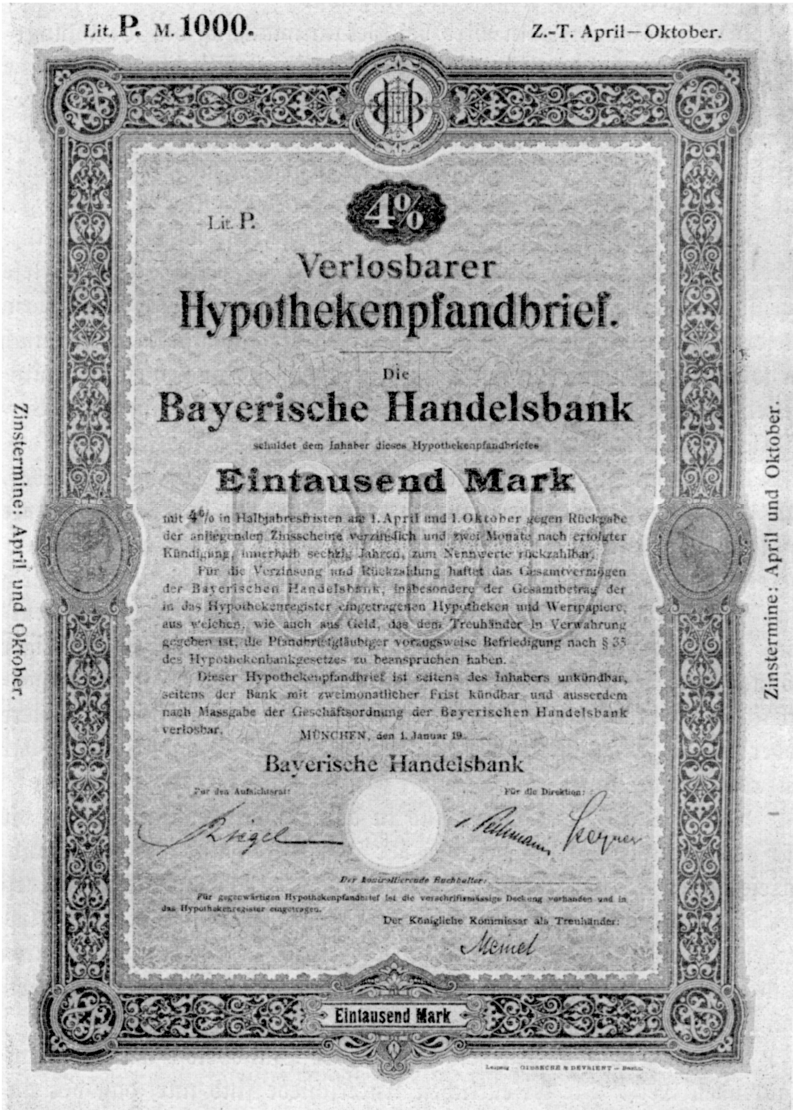 Lit. P. M. 1000.
Z.-T. April—Oktober.
BHB
4%
Lit. P.
Verlosbarer
Hypothekenpfandbrief.
Die
Bayerische Handelsbank
schuldet dem Inhaber dieses Hypothekenpfandbriefes
Eintausend Mark
mit 4% in Halbjahresfristen am 1. April und 1. Oktober gegen Rückgabe
der anliegenden Zinsscheine verzinslich und zwei Monate nach erfolgter
Kündigung, innerhalb sechzig Jahren, zum Nennwerte rückzahlbar.
Für die Verzinsung und Rückzahlung haftet das Gesamtvermögen
der Bayerischen Handelsbank, insbesondere der Gesamtbetrag der
in das Hypothekenregister eingetragenen Hypotheken und Wertpapiere,
aus welchen, wie auch aus Geld, das dem Treuhänder in Verwahrung
gegeben ist, die Pfandbriefgläubiger vorzugsweise Befriedigung nach § 35
des Hypothekenbankgesetzes zu beanspruchen haben.
Dieser Hypothekenpfandbrief ist seitens des Inhabers unkündbar,
seitens der Bank mit zweimonatlicher Frist kündbar und ausserdem
nach Massgabe der Geschäftsordnung der Bayerischen Handelsbank
verlosbar.
MÜNCHEN, den 1. Januar 19
Bayerische Handelsbank
Für den Aufsichtsrat:
Für die Direktion:
Der kontrollierende Buchhalter:
Für gegenwärtigen Hypothekenpfandbrief ist die vorschriftsmässige Deckung vorhanden und in
das Hypothekenregister eingetragen.
Der Königliche Kommissar als Treuhänder:
Eintausend Mark
Leipzig – GIESECKE & DEVRIENT – Berlin
Zinstermine: April und Oktober.
Zinstermine: April und Oktober.